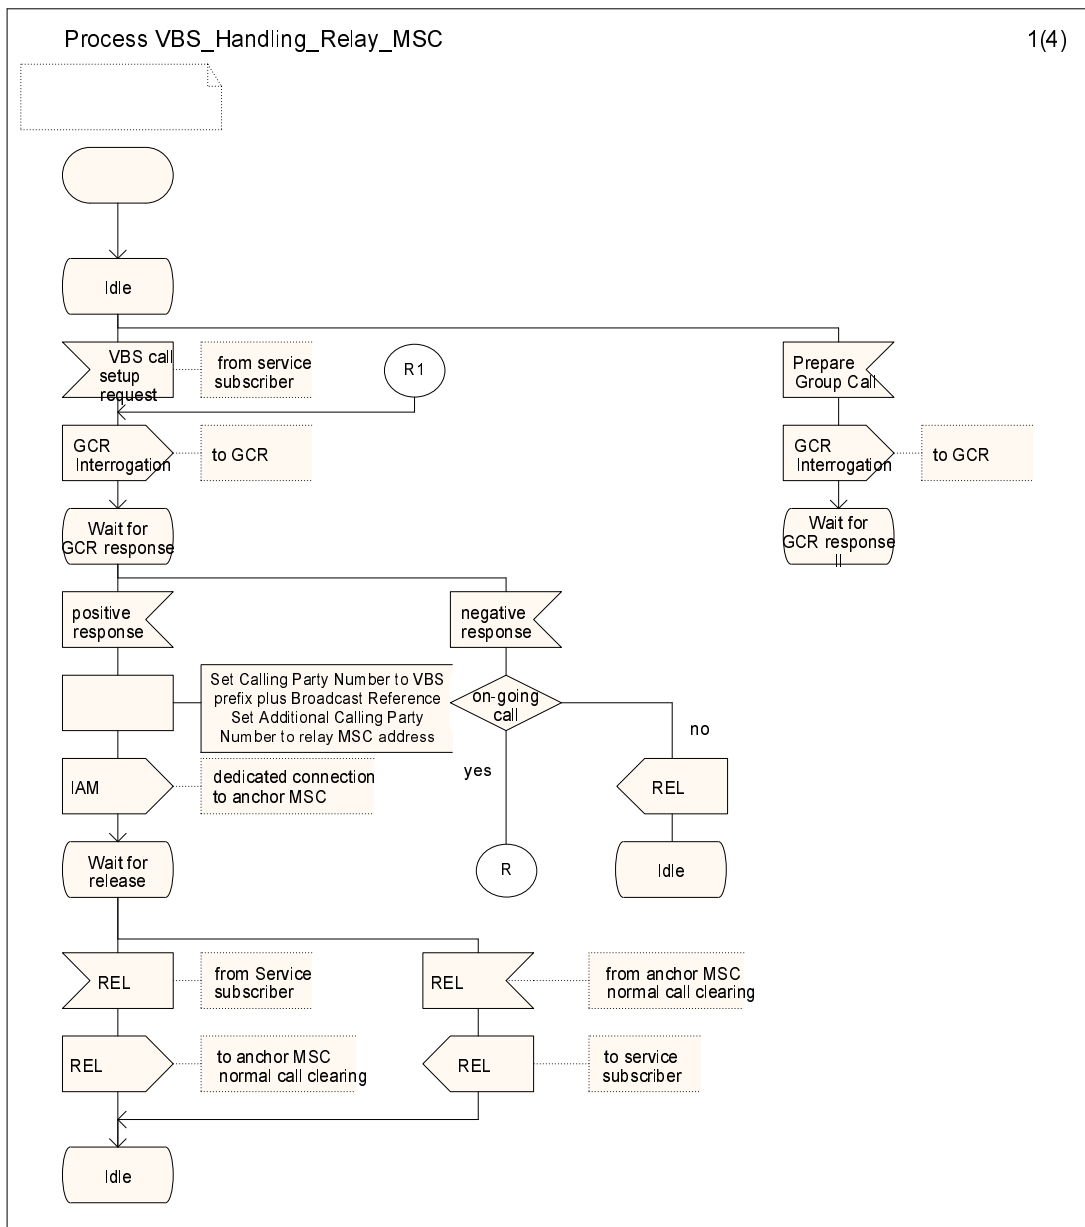 Process VBS_Handling_Relay_MSC
1(4)
Idle
VBS call
setup
request
from service
subscriber
R1
Prepare
Group Call
GCR
Interrogation
to GCR
GCR
Interrogation
to GCR
Wait for
GCR response
Wait for
GCR response
II
positive
response
negative
response
Set Calling Party Number to VBS
prefix plus Broadcast Reference
Set Additional Calling Party
Number to relay MSC address
on-going
call
no
yes
IAM
dedicated connection
to anchor MSC
REL
Wait for
release
R
Idle
REL
from Service
subscriber
REL
from anchor MSC
normal call clearing
REL
to anchor MSC
normal call clearing
REL
to service
subscriber
Idle